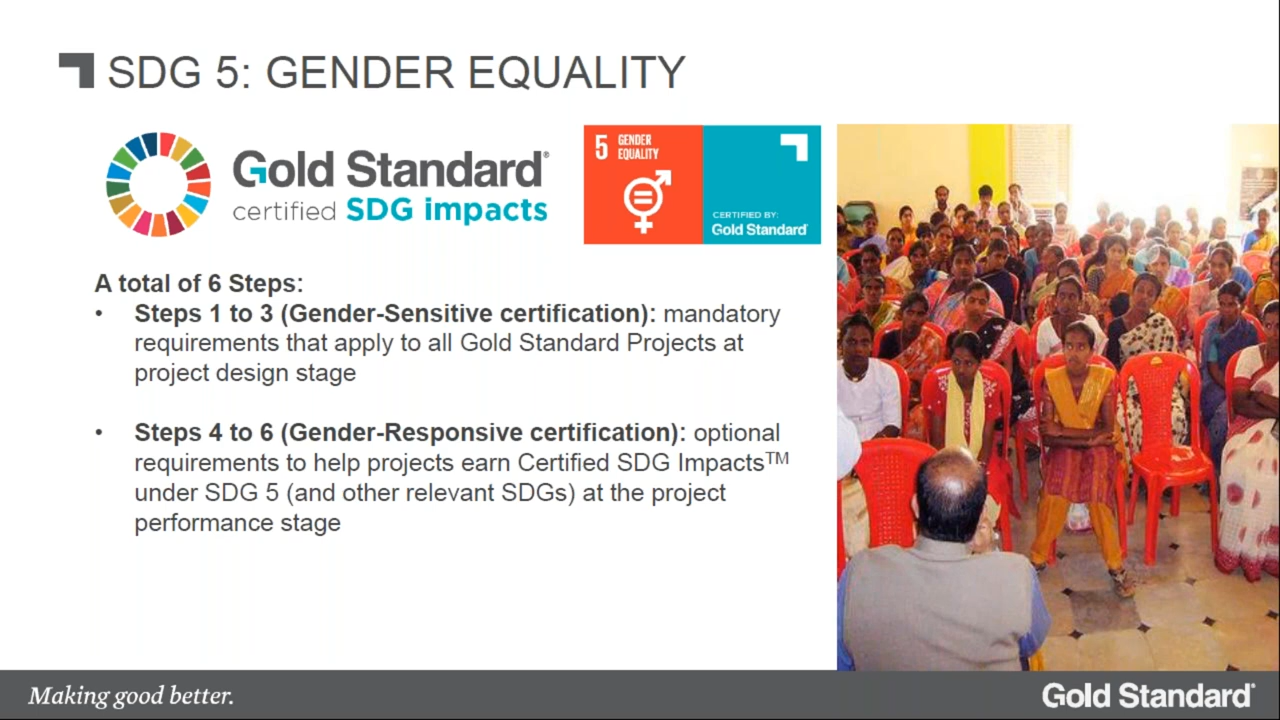 SDG 5: GENDER EQUALITY
Gold Standard®
certified SDG impacts
5 GENDER
EQUALITY
CERTIFIED BY:
Gold Standard®
A total of 6 Steps:
• Steps 1 to 3 (Gender-Sensitive certification): mandatory
requirements that apply to all Gold Standard Projects at
project design stage
• Steps 4 to 6 (Gender-Responsive certification): optional
requirements to help projects earn Certified SDG Impacts™
under SDG 5 (and other relevant SDGs) at the project
performance stage
Making good better.
Gold Standard®